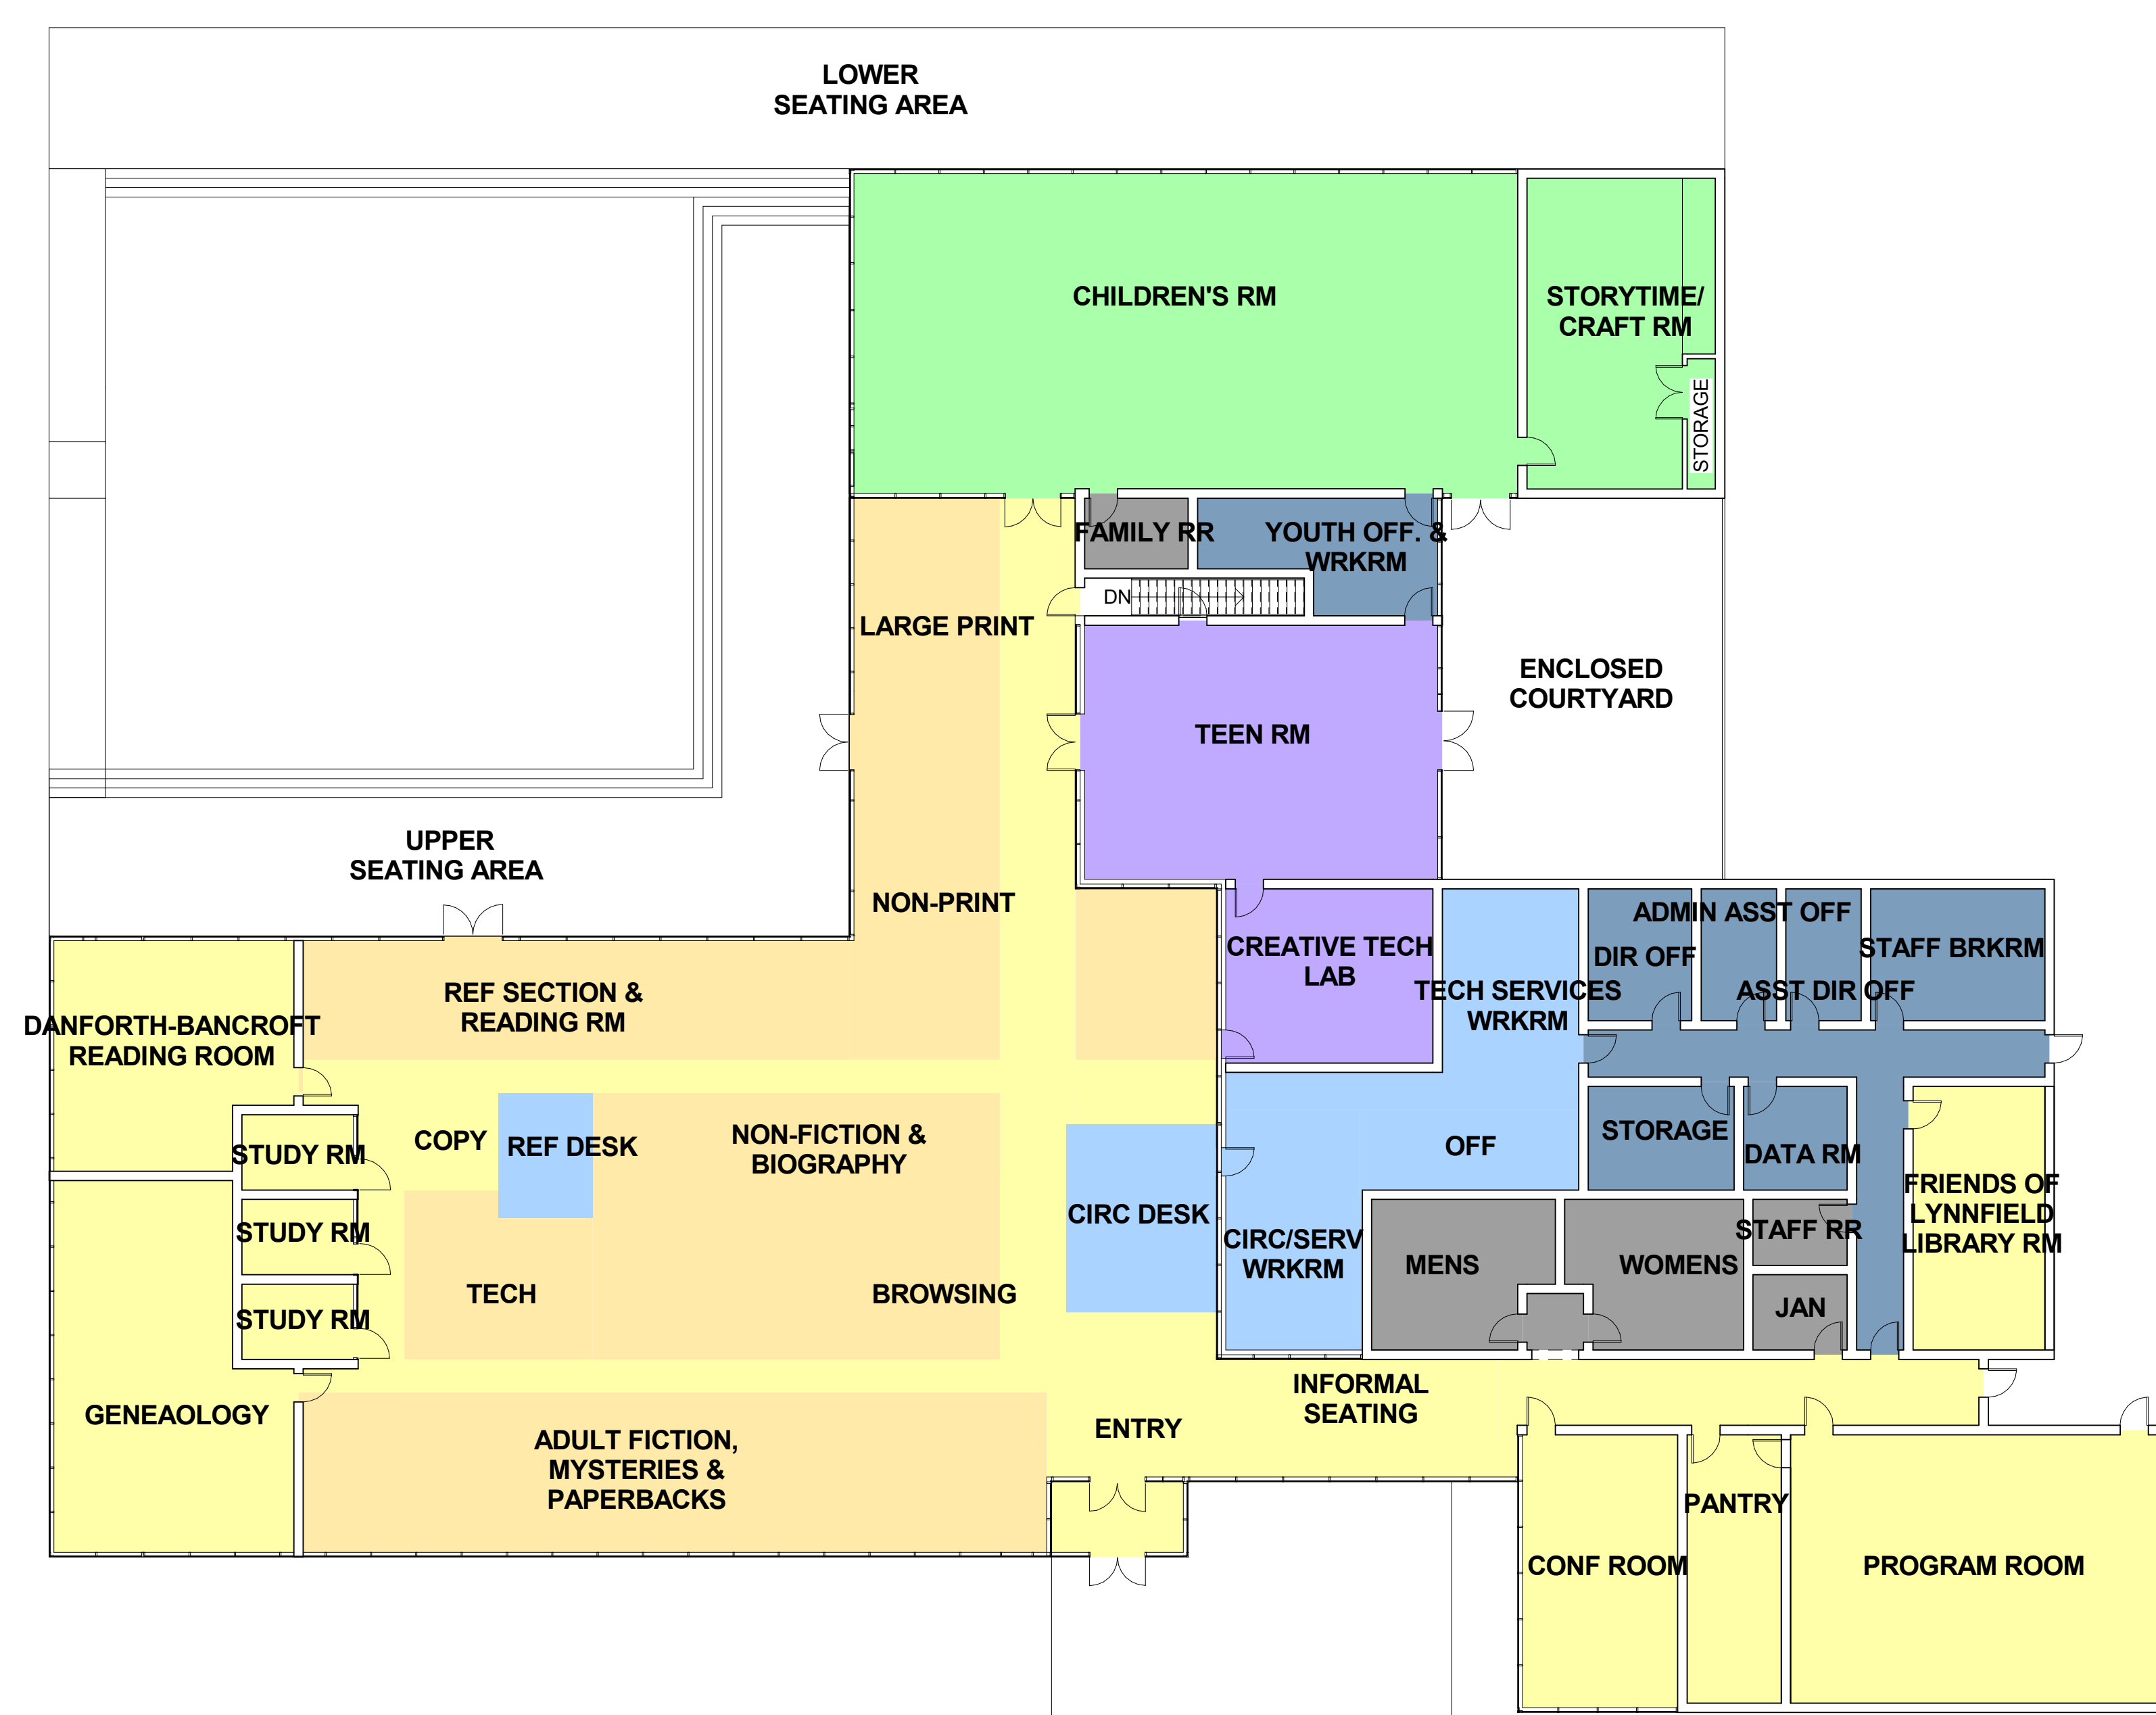 LOWER
SEATING AREA
CHILDREN'S RM
STORYTIME/
CRAFT RM
STORAGE
FAMILY RR
YOUTH OFF. &
WRKRM
DN
LARGE PRINT
ENCLOSED
COURTYARD
TEEN RM
UPPER
SEATING AREA
NON-PRINT
ADMIN ASST OFF
CREATIVE TECH
LAB
DIR OFF
STAFF BRKRM
REF SECTION &
READING RM
TECH SERVICES
WRKRM
ASST DIR OFF
DANFORTH-BANCROFT
READING ROOM
COPY
REF DESK
NON-FICTION &
BIOGRAPHY
OFF
STORAGE
DATA RM
STUDY RM
FRIENDS OF
LYNNFIELD
LIBRARY RM
CIRC DESK
STUDY RM
CIRC/SERV
WRKRM
MENS
WOMENS
STAFF RR
TECH
BROWSING
JAN
STUDY RM
INFORMAL
SEATING
GENEAOLOGY
ENTRY
ADULT FICTION,
MYSTERIES &
PAPERBACKS
PANTRY
CONF ROOM
PROGRAM ROOM